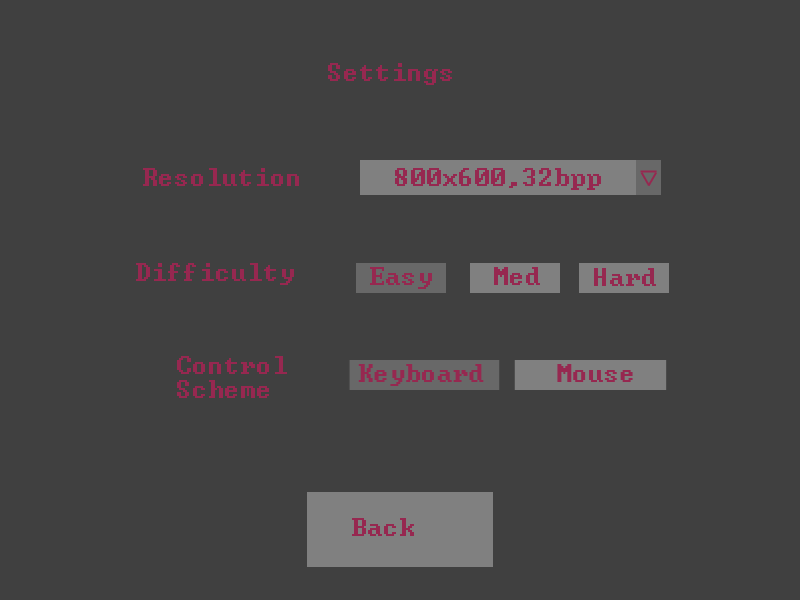 Settings
Resolution 800x600,32bpp
Difficulty Easy Med Hard
Control
Scheme
Keyboard Mouse
Back